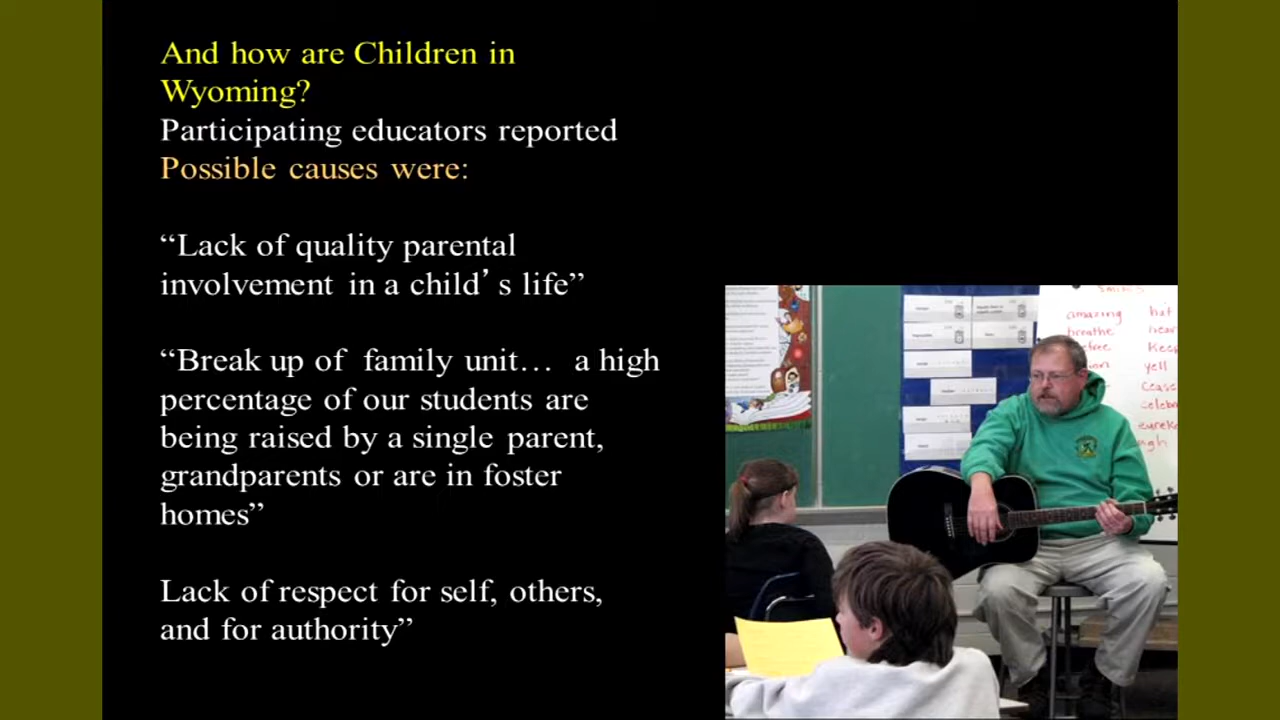 And how are Children in
Wyoming?
Participating educators reported
Possible causes were:
“Lack of quality parental
involvement in a child’s life”
“Break up of family unit… a high
percentage of our students are
being raised by a single parent,
grandparents or are in foster
homes”
Lack of respect for self, others,
and for authority”
amazing
breathe
hit
yell